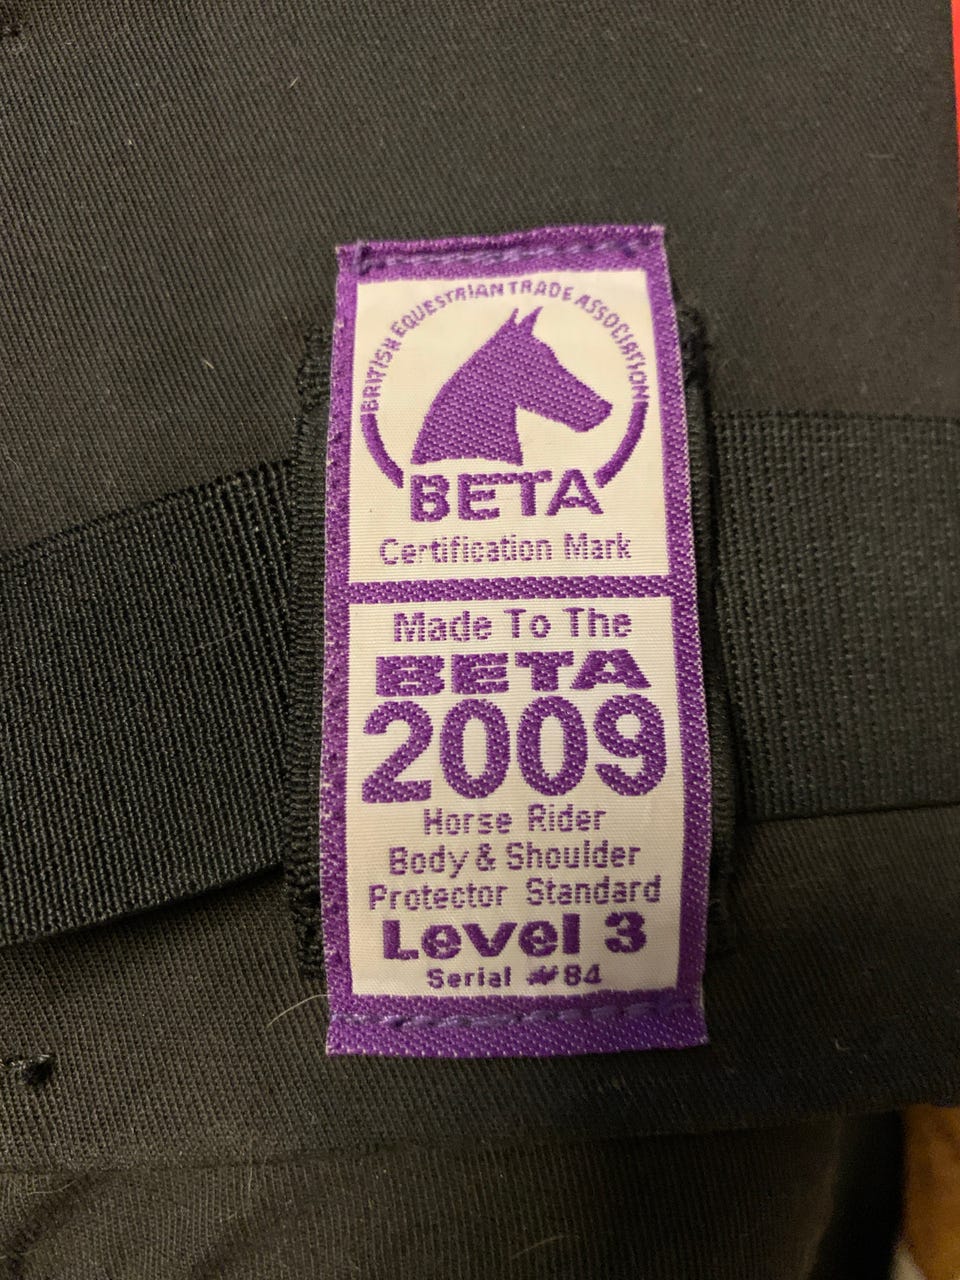 BRITISH EQUESTRIAN TRADE ASSOCIATION
BETA
Certification Mark
Made To The
BETA
2009
Horse Rider
Body & Shoulder
Protector Standard
Level 3
Serial #84